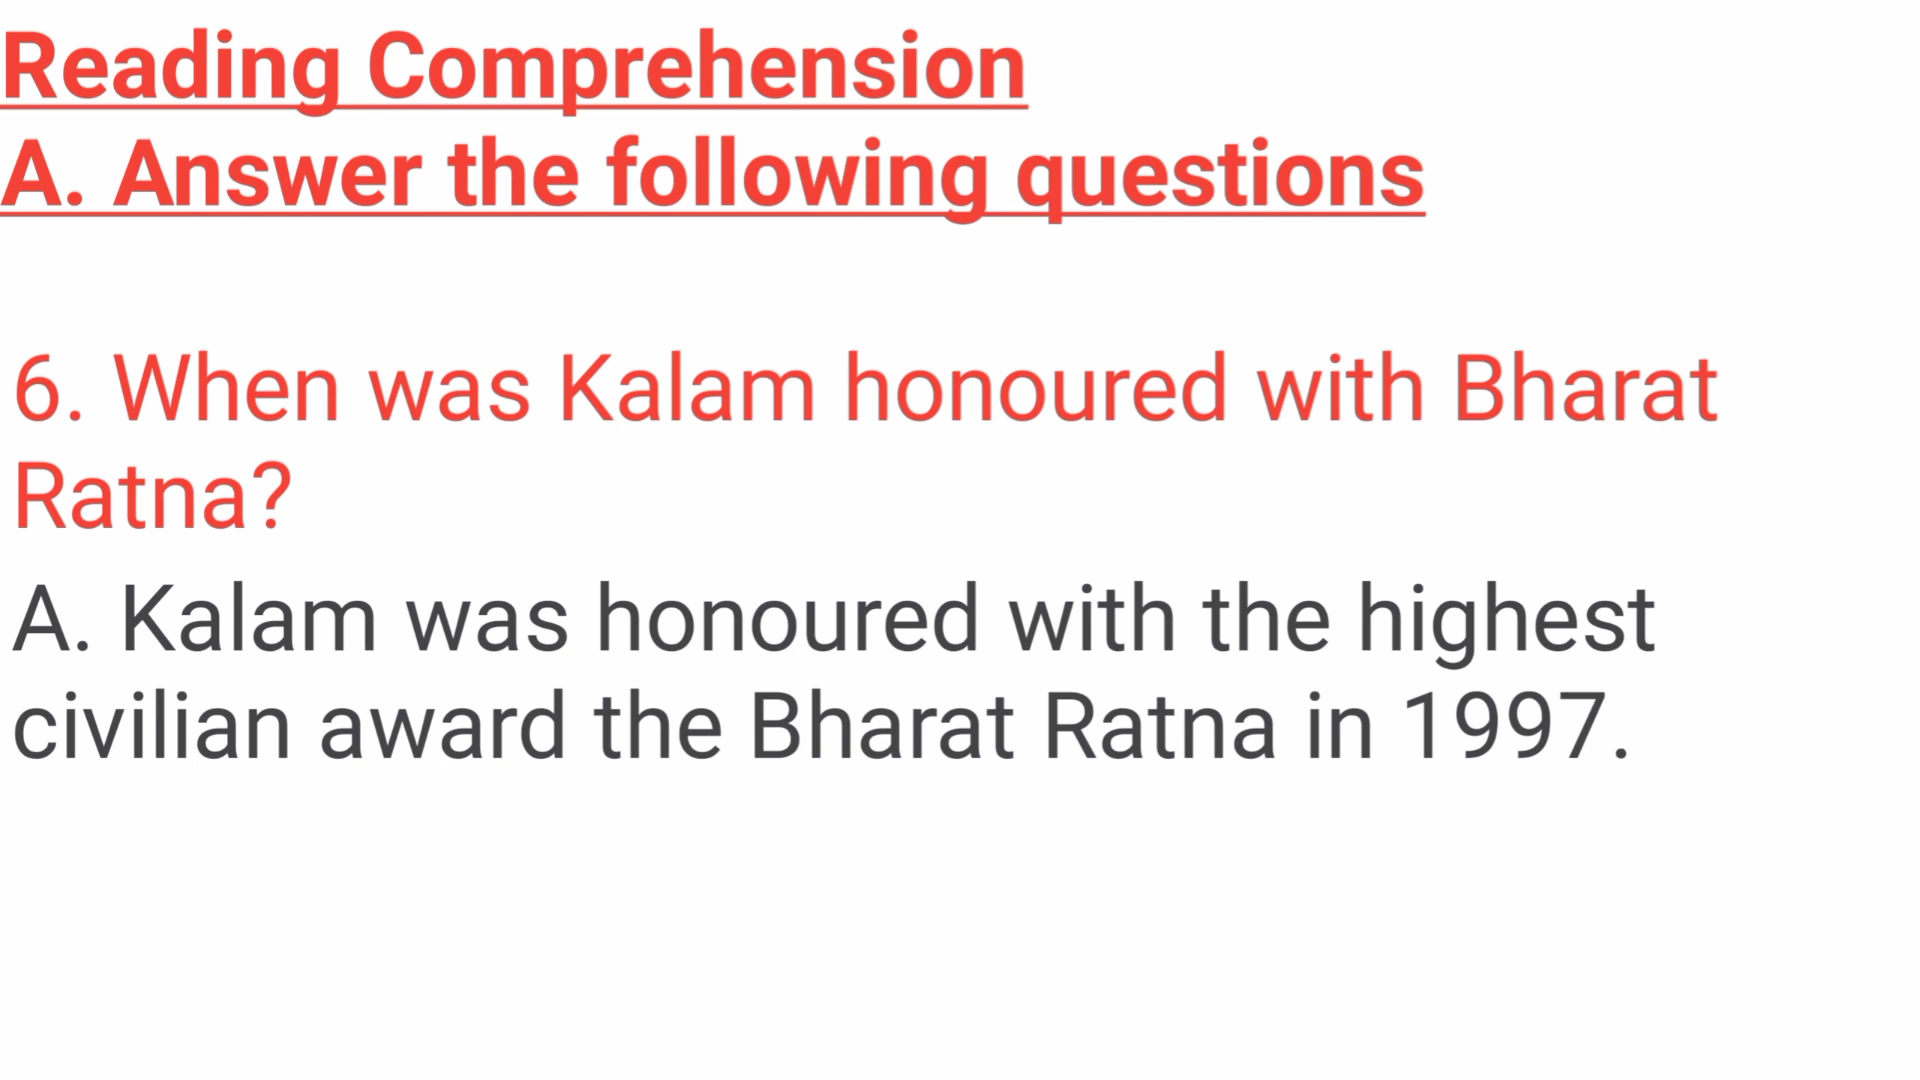 Reading Comprehension
A. Answer the following questions
6. When was Kalam honoured with Bharat
Ratna?
A. Kalam was honoured with the highest
civilian award the Bharat Ratna in 1997.